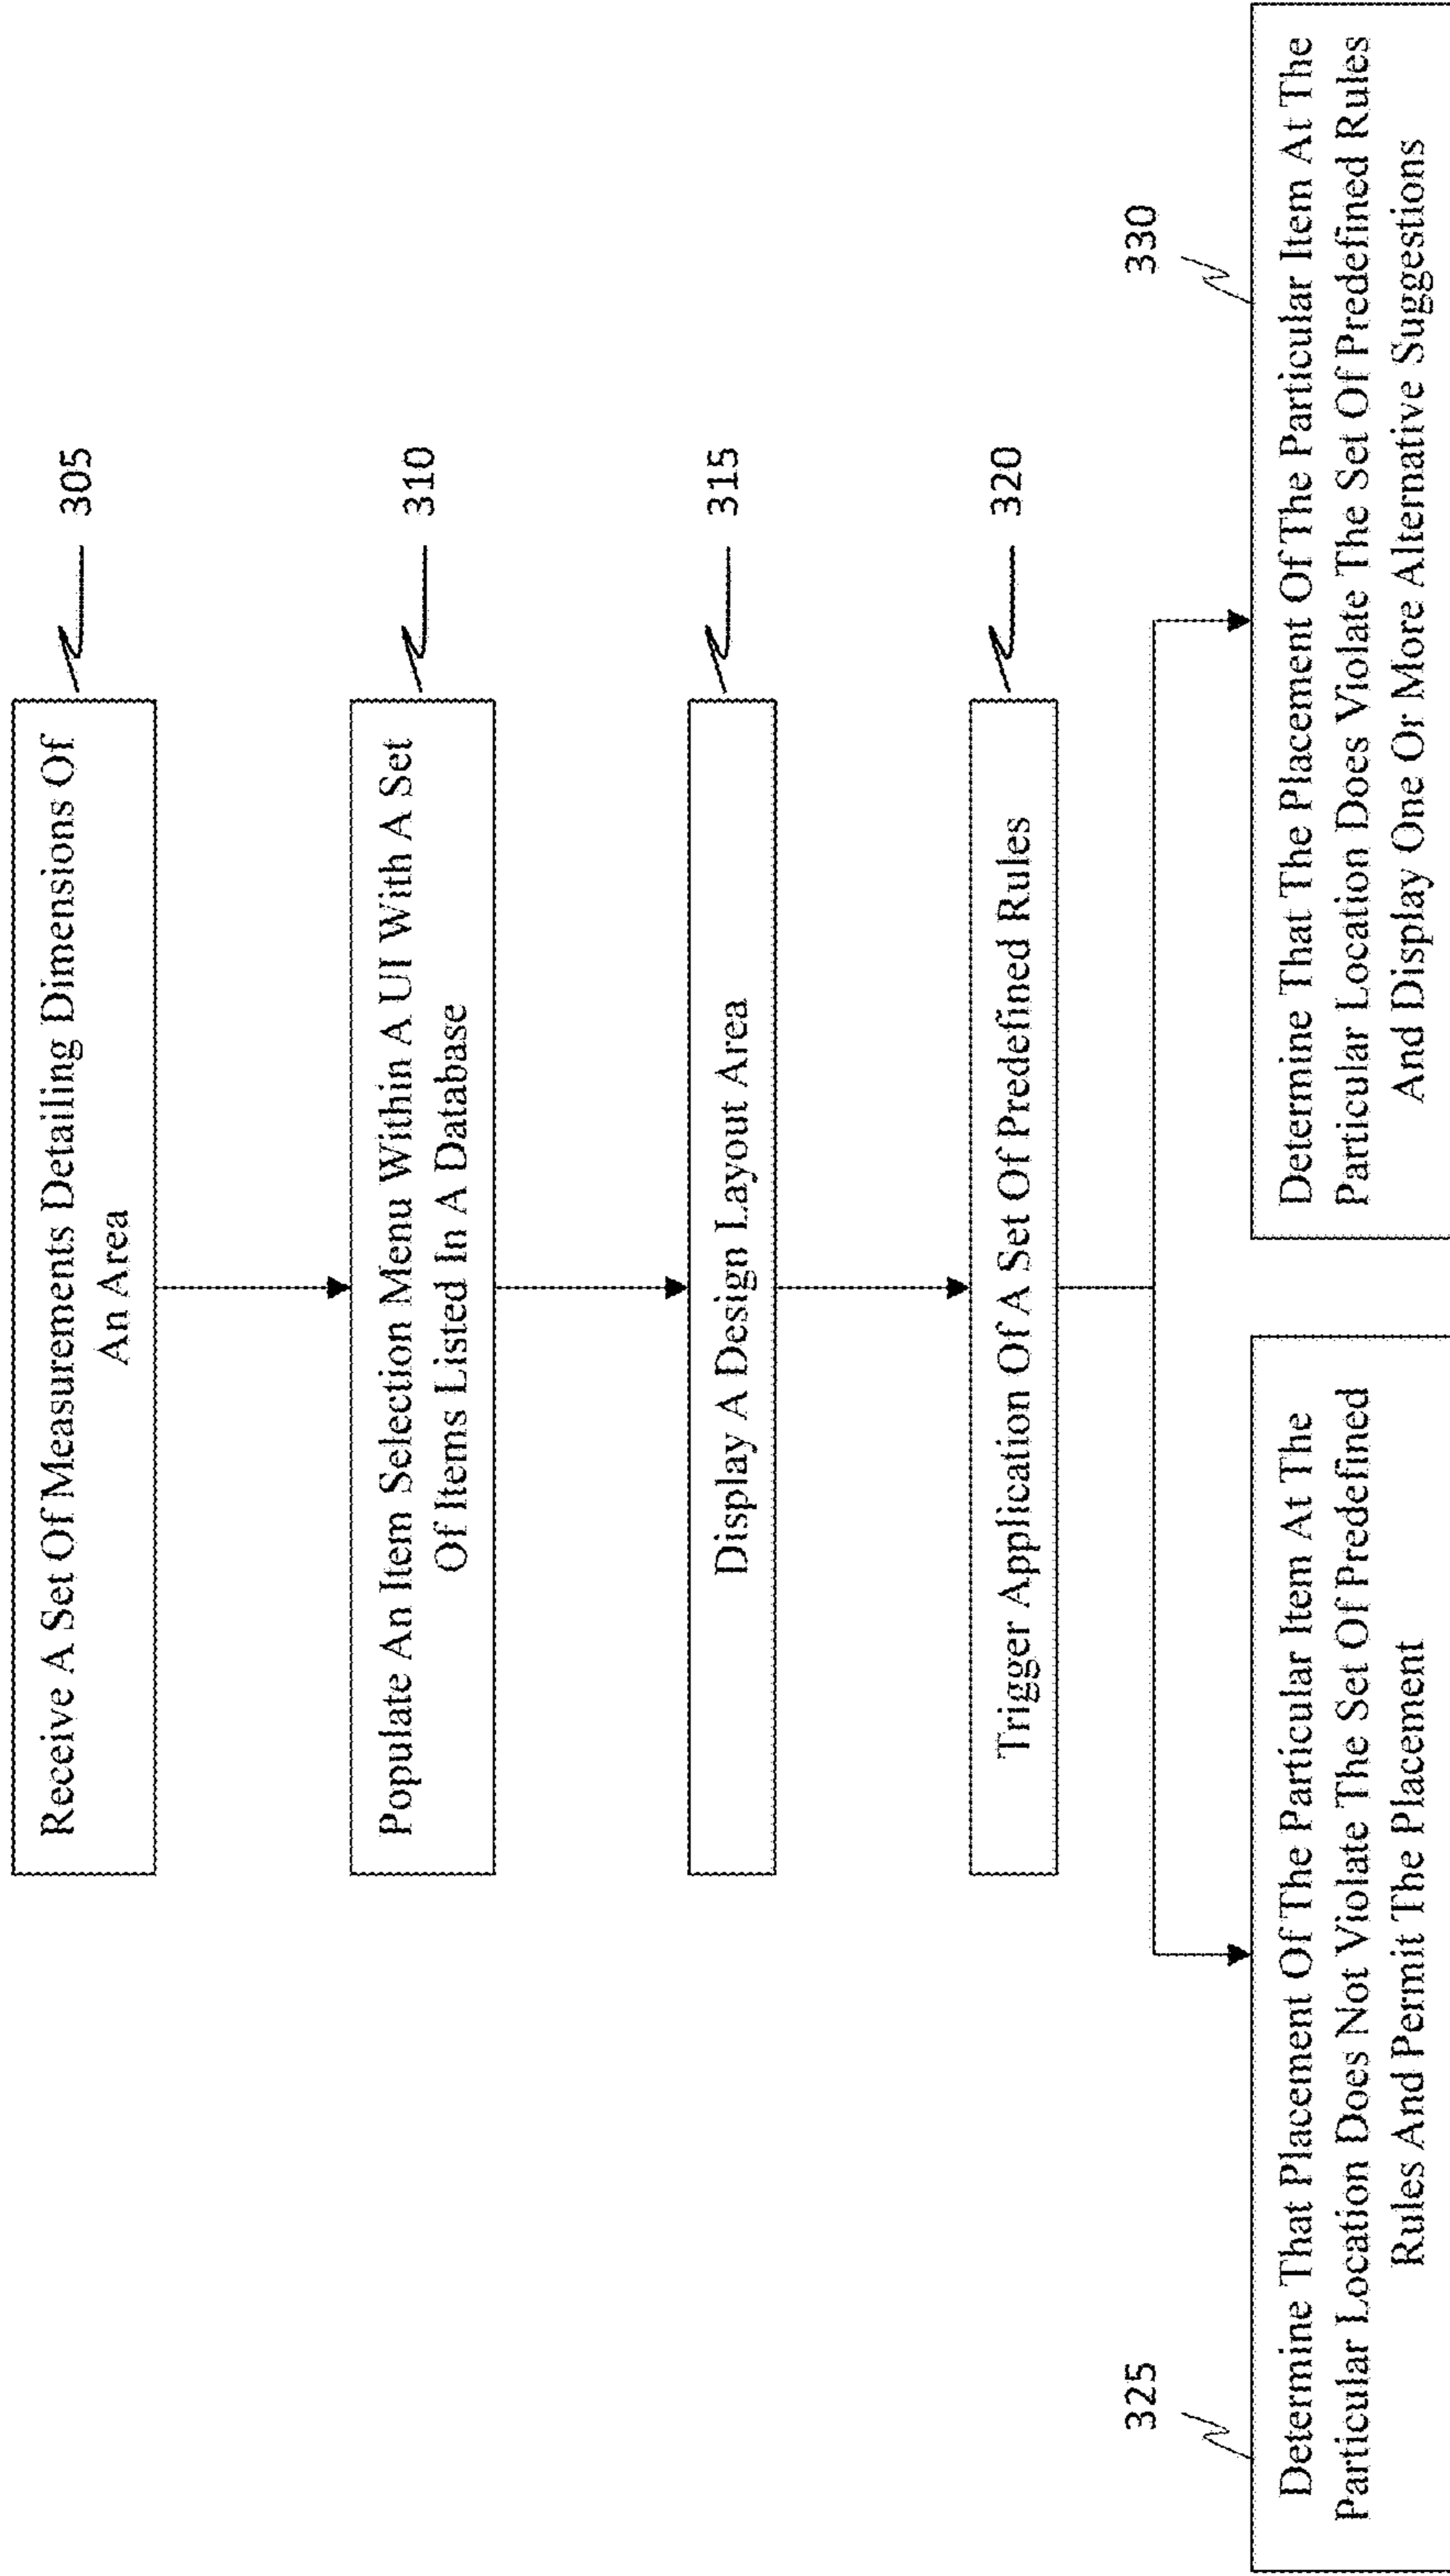 Receive A Set Of Measurements Detailing Dimensions Of
An Area
305
Populate An Item Selection Menu Within A UI With A Set
Of Items Listed In A Database
310
Display A Design Layout Area
315
Trigger Application Of A Set Of Predefined Rules
320
325
Determine That Placement Of The Particular Item At The
Particular Location Does Not Violate The Set Of Predefined
Rules And Permit The Placement
330
Determine That The Placement Of The Particular Item At The
Particular Location Does Violate The Set Of Predefined Rules
And Display One Or More Alternative Suggestions